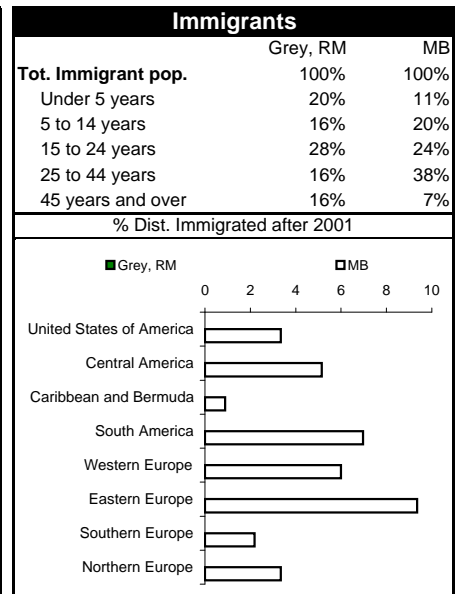 Immigrants
Grey, RM MB
Tot. Immigrant pop. 100% 100%
Under 5 years 20% 11%
5 to 14 years 16% 20%
15 to 24 years 28% 24%
25 to 44 years 16% 38%
45 years and over 16% 7%
% Dist. Immigrated after 2001
Grey, RM MB
0 2 4 6 8 10
United States of America
Central America
Caribbean and Bermuda
South America
Western Europe
Eastern Europe
Southern Europe
Northern Europe